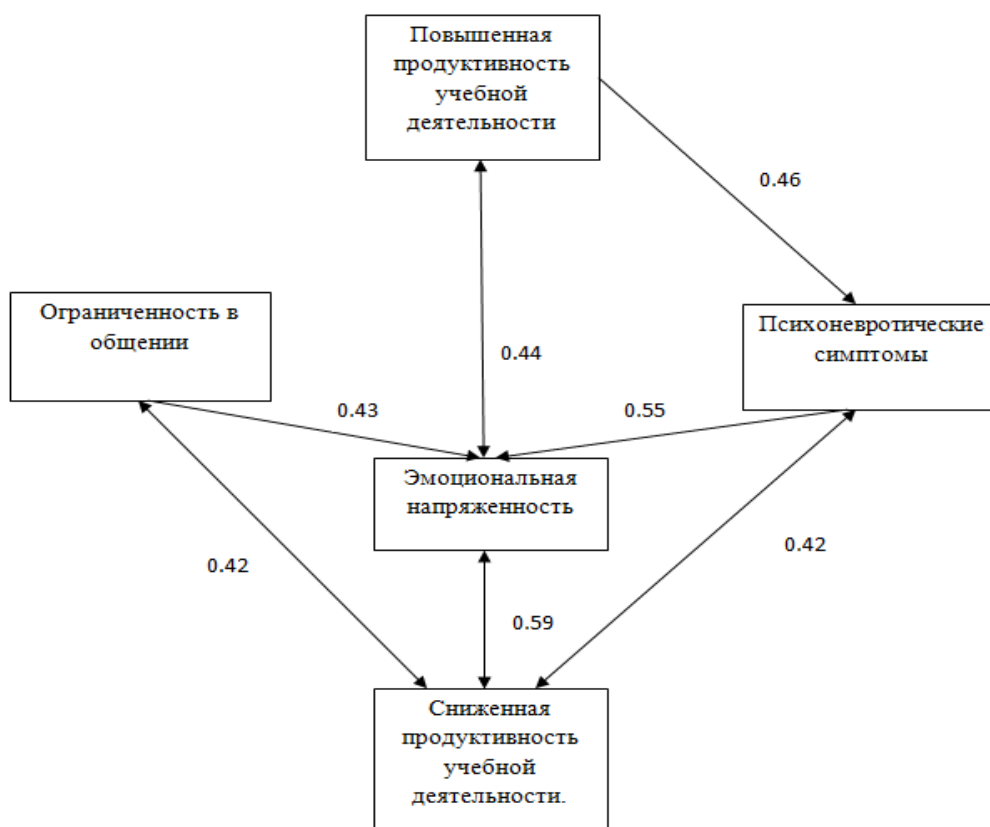 Повышенная
продуктивность
учебной
деятельности
0.46
Ограниченность в
общении
Психоневротические
симптомы
0.44
0.43
0.55
Эмоциональная
напряженность
0.42
0.42
0.59
Сниженная
продуктивность
учебной
деятельности.